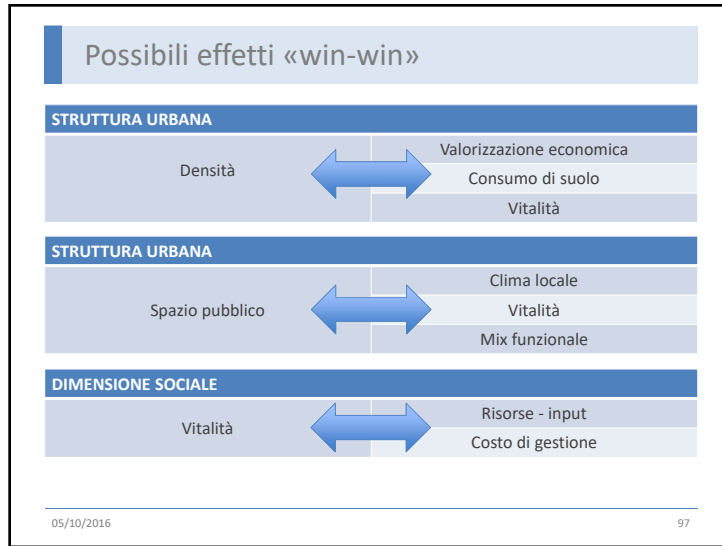 Possibili effetti «win-win»
STRUTTURA URBANA
Densità
Valorizzazione economica
Consumo di suolo
Vitalità
STRUTTURA URBANA
Spazio pubblico
Clima locale
Vitalità
Mix funzionale
DIMENSIONE SOCIALE
Vitalità
Risorse - input
Costo di gestione
05/10/2016
97